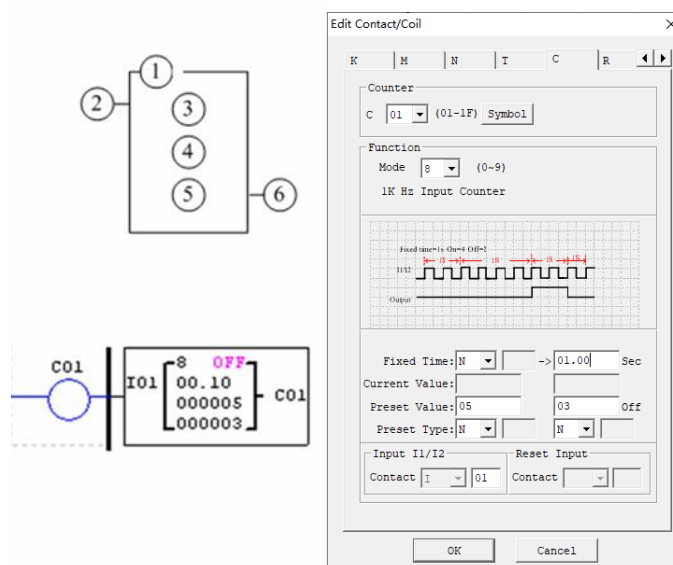 Edit Contact/Coil
K M N T C R
Counter
C 01 (01-1F) Symbol
Function
Mode 8 (0~9)
1K Hz Input Counter
Fixed time=1s On=4 Off=2
I1/I2
1S 1S 1S 1S
Output
Fixed Time: N -> 01.00 Sec
Current Value:
Preset Value: 05 03 Off
Preset Type: N N
Input I1/I2
Contact I 01
Reset Input
Contact
OK Cancel
1
2
3
4
5
6
C01
I01
8 OFF
00.10
000005
000003
C01